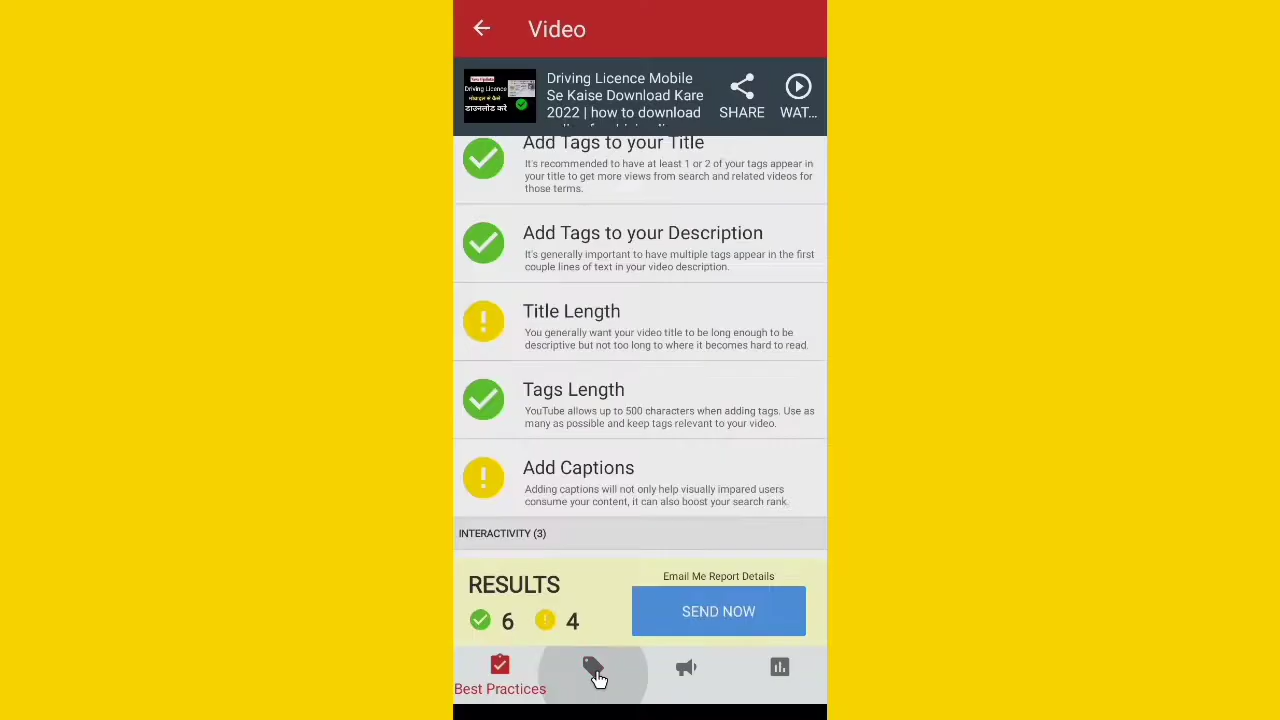 Video
New Update
Driving Licence
मोबाइल से कैसे
डाउनलोड करे
Driving Licence Mobile
Se Kaise Download Kare
2022 | how to download
SHARE
WAT...
Add Tags to your Title
It's recommended to have at least 1 or 2 of your tags appear in
your title to get more views from search and related videos for
those terms.
Add Tags to your Description
It's generally important to have multiple tags appear in the first
couple lines of text in your video description.
Title Length
You generally want your video title to be long enough to be
descriptive but not too long to where it becomes hard to read.
Tags Length
YouTube allows up to 500 characters when adding tags. Use as
many as possible and keep tags relevant to your video.
Add Captions
Adding captions will not only help visually impared users
consume your content, it can also boost your search rank.
INTERACTIVITY (3)
RESULTS
6
4
Email Me Report Details
SEND NOW
Best Practices